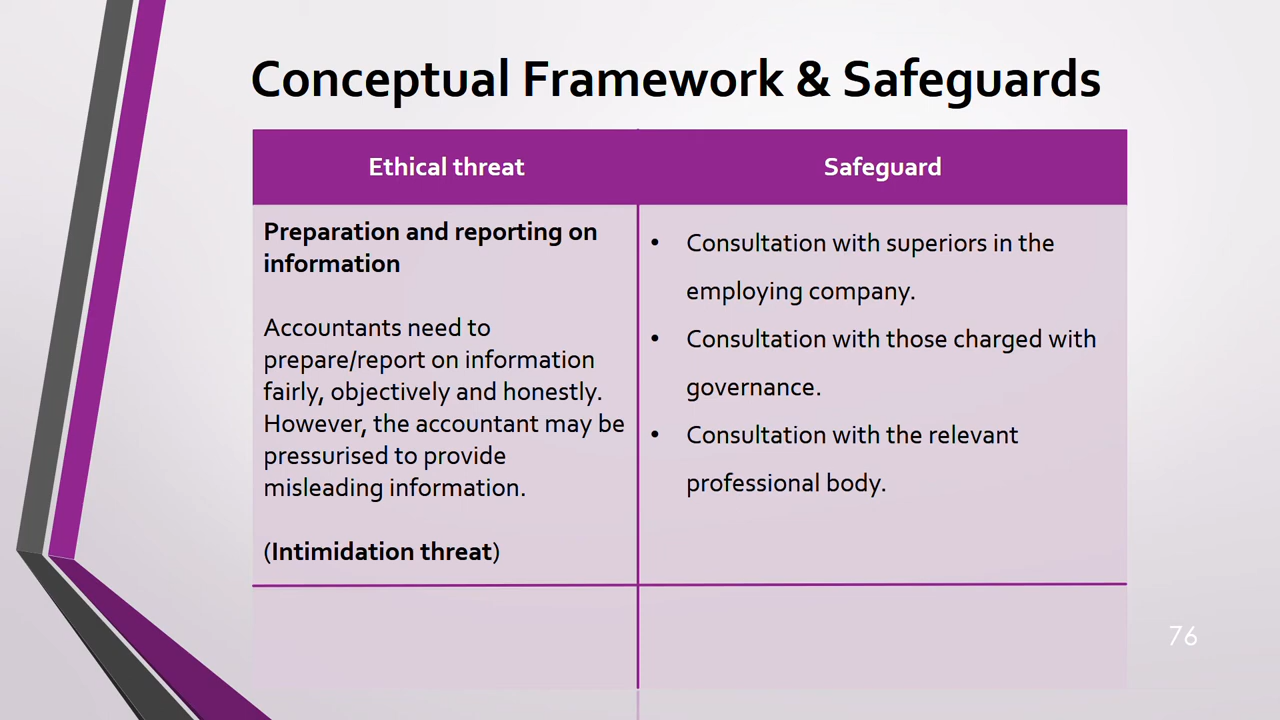 Conceptual Framework & Safeguards
Ethical threat
Safeguard
Preparation and reporting on
information
Accountants need to
prepare/report on information
fairly, objectively and honestly.
However, the accountant may be
pressurised to provide
misleading information.
(Intimidation threat)
• Consultation with superiors in the
employing company.
• Consultation with those charged with
governance.
• Consultation with the relevant
professional body.
76